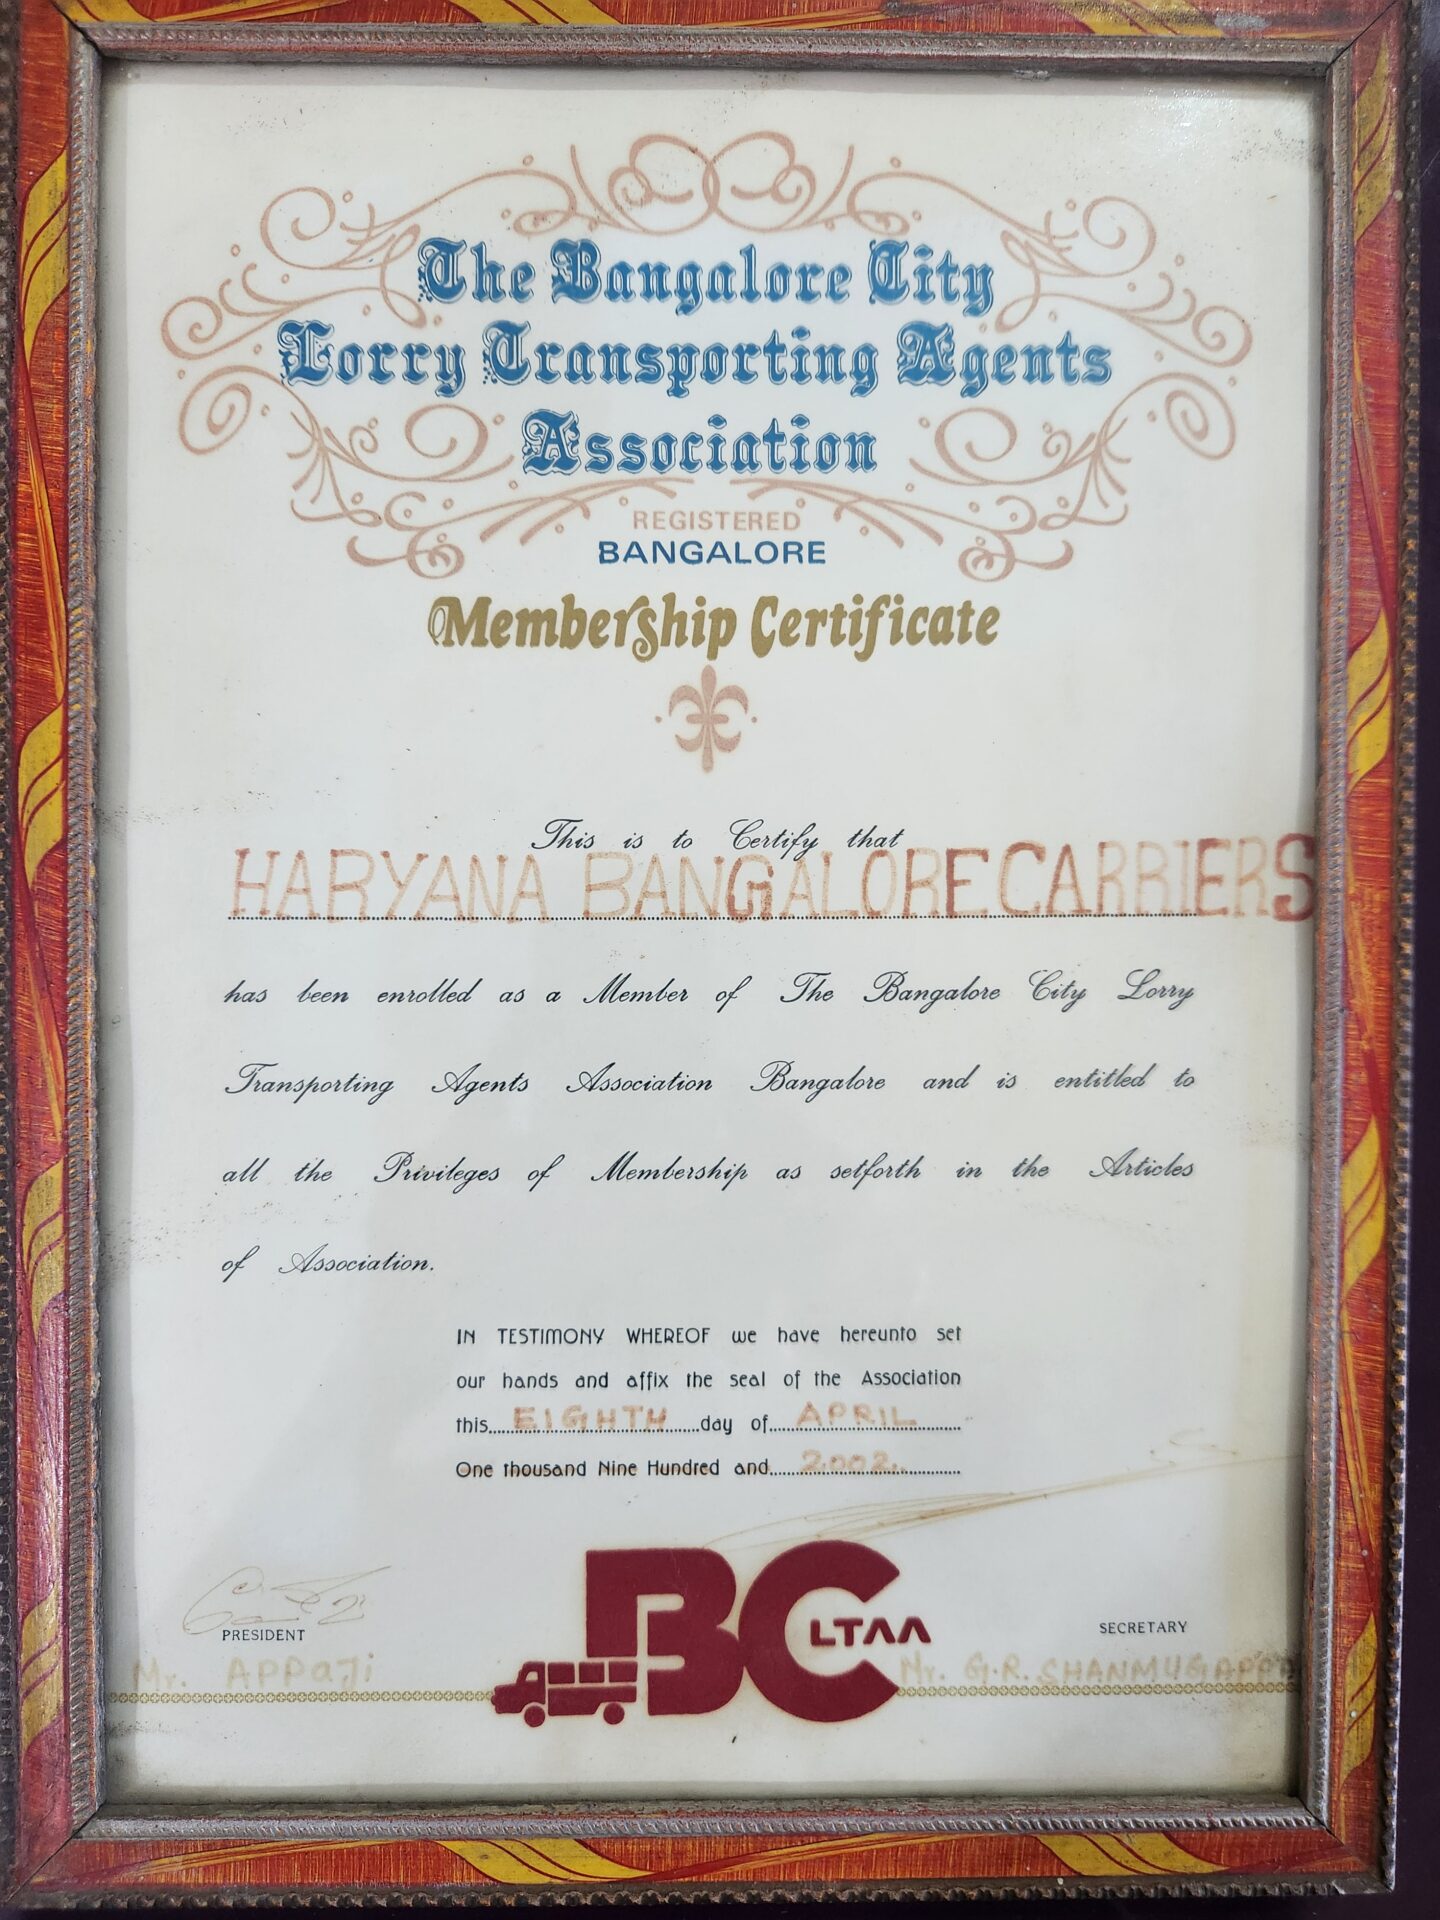 The Bangalore City
Lorry Transporting Agents
Association
REGISTERED
BANGALORE
Membership Certificate
This is to Certify that
HARYANA BANGALORE CARRIERS
has been enrolled as a Member of The Bangalore City Lorry
Transporting Agents Association Bangalore and is entitled to
all the Privileges of Membership as setforth in the Articles
of Association.
IN TESTIMONY WHEREOF we have hereunto set
our hands and affix the seal of the Association
this EIGHTH day of APRIL
One thousand Nine Hundred and 2002
BC LTAA
PRESIDENT
Mr. APPAJi
SECRETARY
Mr. G.R. SHANMUGAPPA